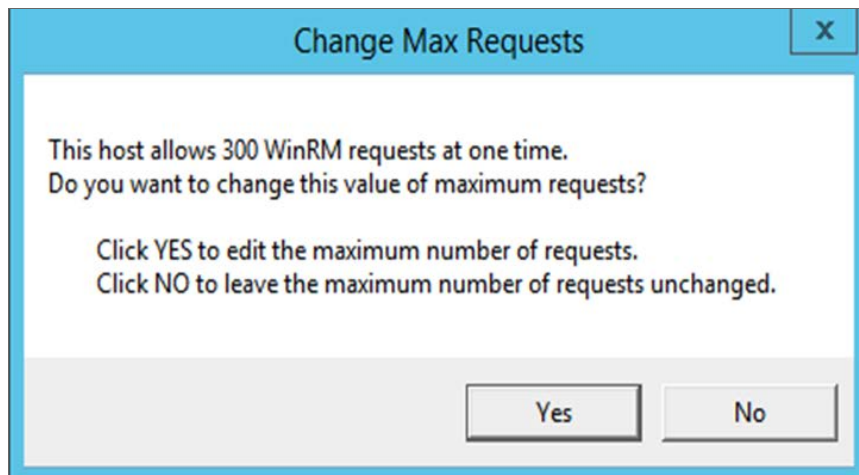 Change Max Requests
x
This host allows 300 WinRM requests at one time.
Do you want to change this value of maximum requests?
Click YES to edit the maximum number of requests.
Click NO to leave the maximum number of requests unchanged.
Yes
No